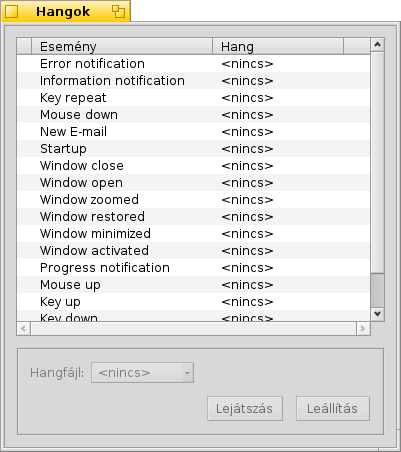 Hangok
Esemény Hang
Error notification <nincs>
Information notification <nincs>
Key repeat <nincs>
Mouse down <nincs>
New E-mail <nincs>
Startup <nincs>
Window close <nincs>
Window open <nincs>
Window zoomed <nincs>
Window restored <nincs>
Window minimized <nincs>
Window activated <nincs>
Progress notification <nincs>
Mouse up <nincs>
Key up <nincs>
Key down <nincs>
Hangfájl: <nincs>
Lejátszás Leállítás